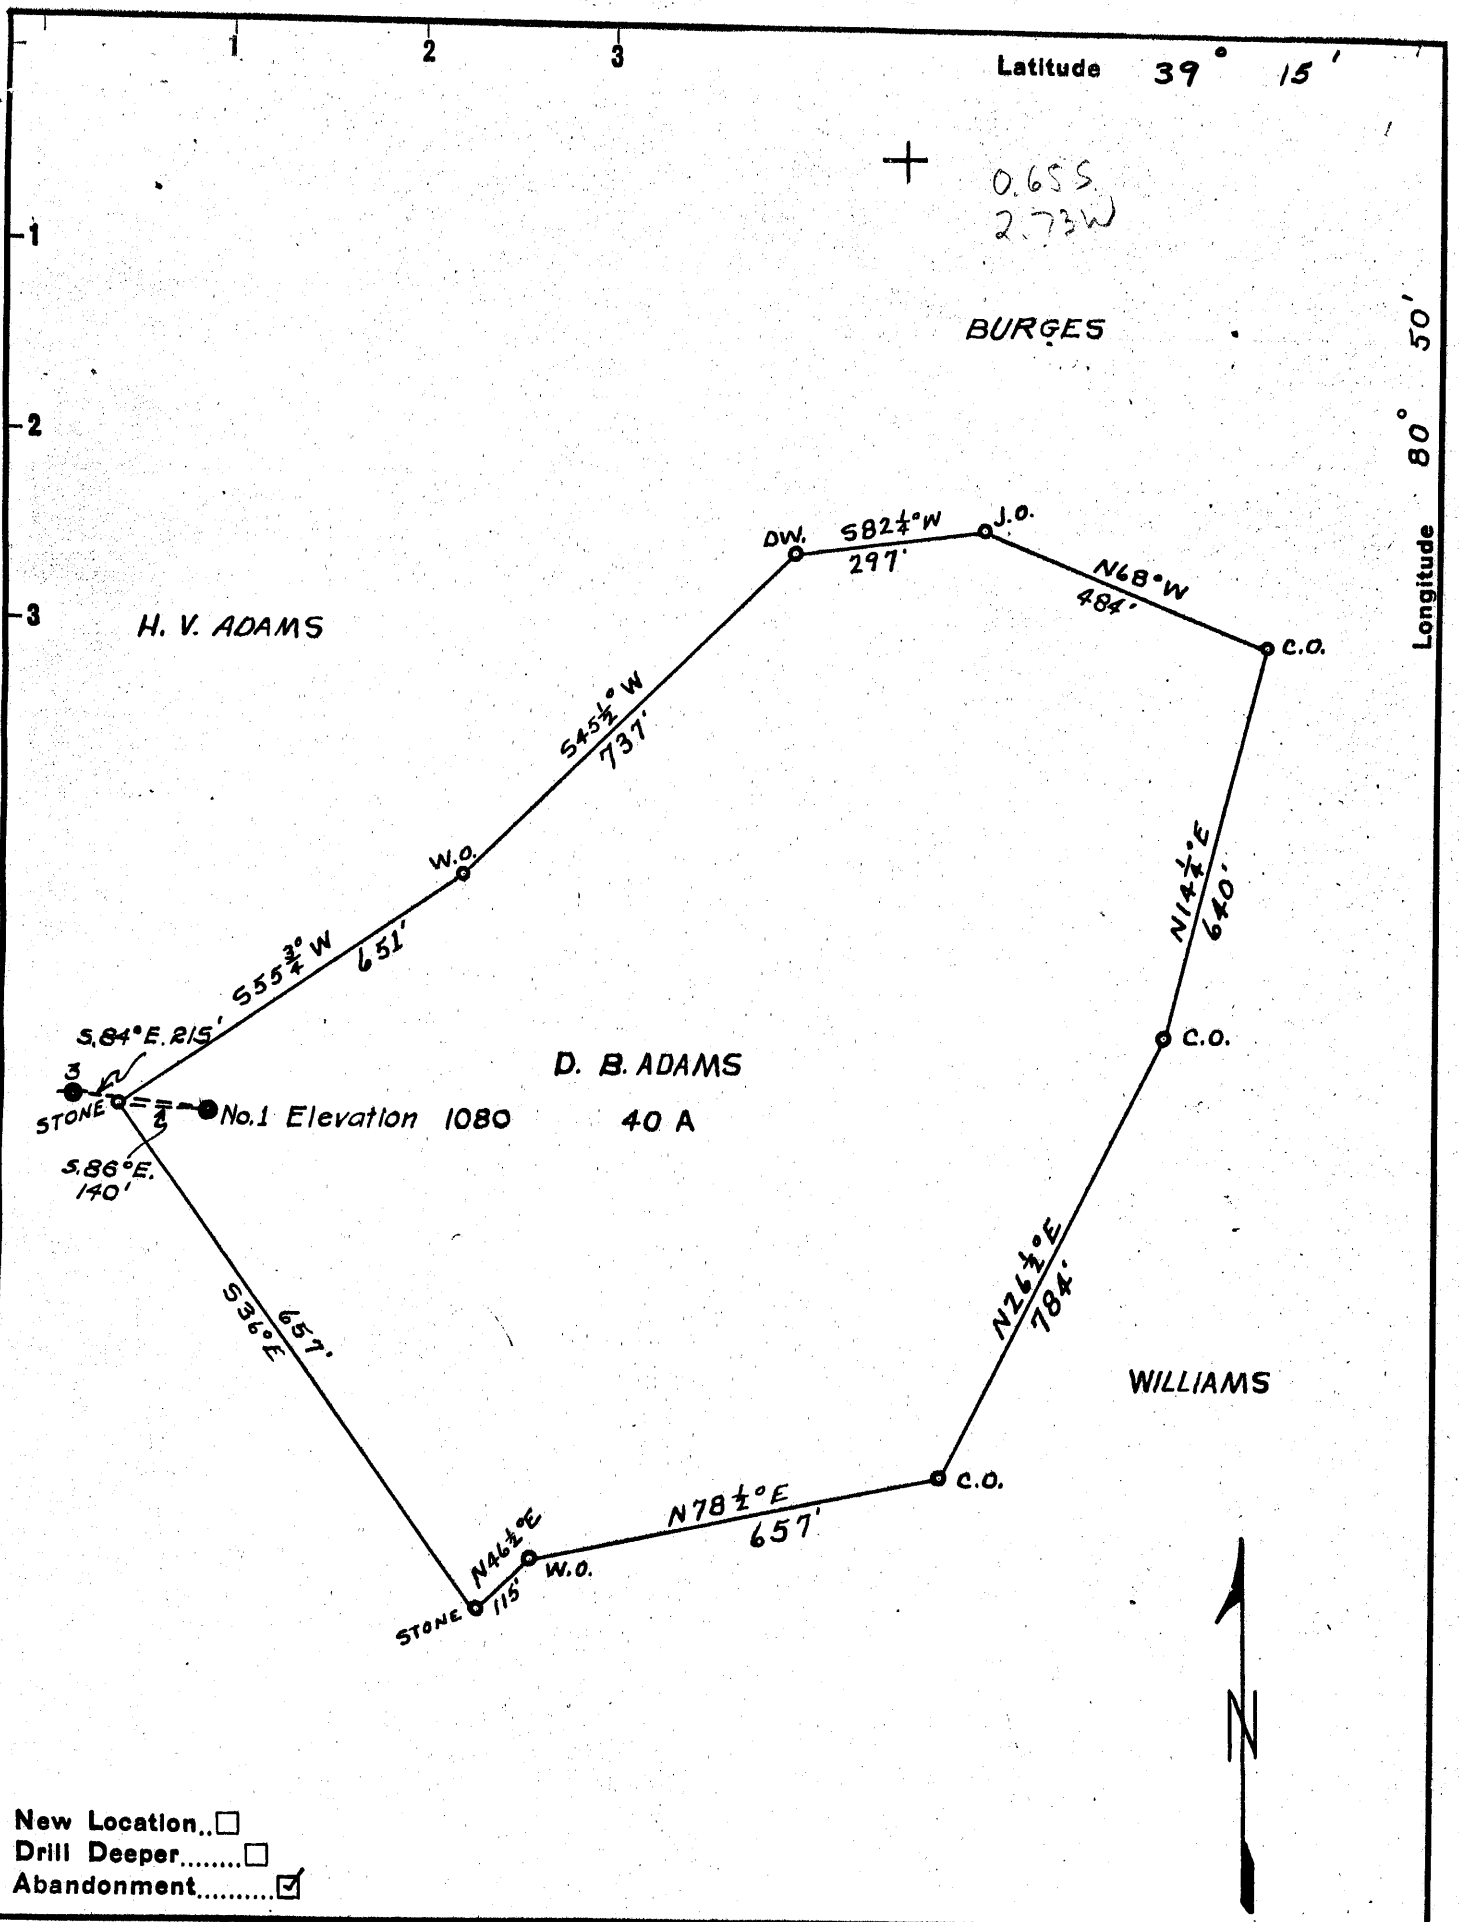 1 2 3
Latitude 39° 15'
0.65 S.
2.73 W
1
BURGES
Longitude 80° 50'
2
3
H. V. ADAMS
DW.
S82¼°W
297'
J.O.
N68°W
484'
C.O.
S45½°W
737'
W.O.
N14¼°E
640'
S55¾°W
651'
C.O.
S.84°E. 215'
3
STONE
No.1 Elevation 1080
D. B. ADAMS
40 A
S.86°E.
140'
S36°E
657'
N26½°E
784'
WILLIAMS
C.O.
N78½°E
657'
N46½°E
115'
W.O.
STONE
N
New Location..☐
Drill Deeper........☐
Abandonment..........☑